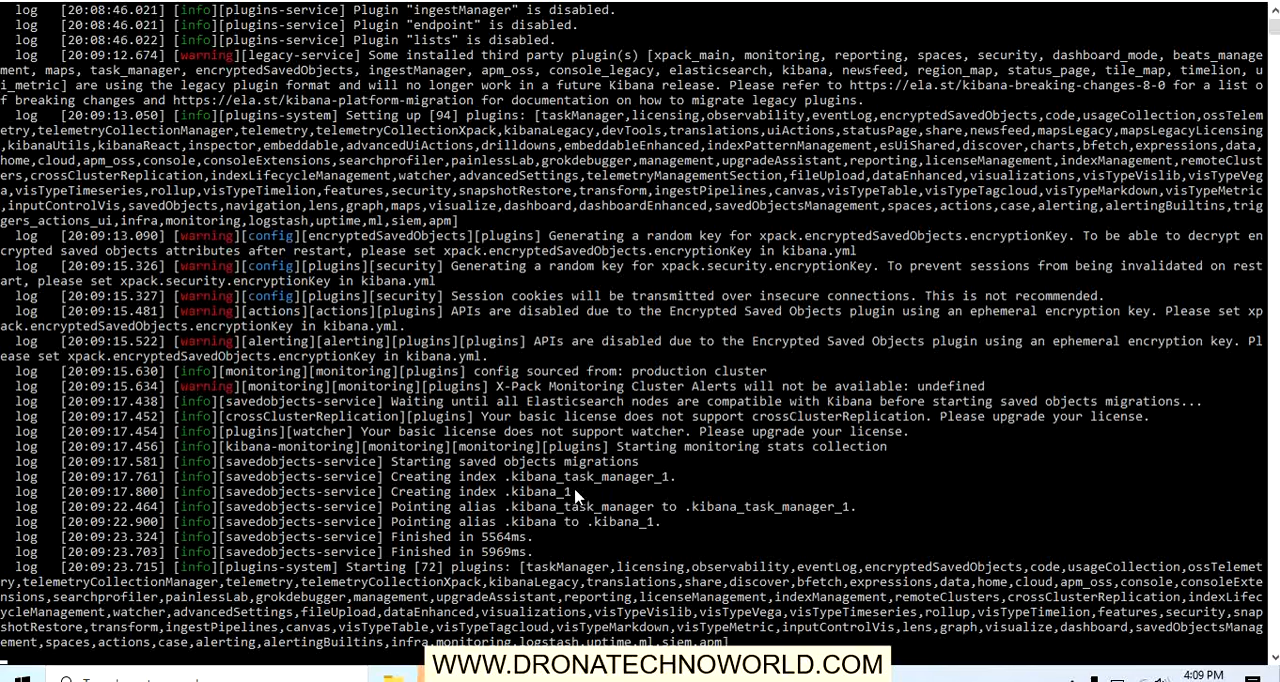 log   [20:08:46.021] [info][plugins-service] Plugin "ingestManager" is disabled.
log   [20:08:46.021] [info][plugins-service] Plugin "endpoint" is disabled.
log   [20:08:46.022] [info][plugins-service] Plugin "lists" is disabled.
log   [20:09:12.674] [warning][legacy-service] Some installed third party plugin(s) [xpack_main, monitoring, reporting, spaces, security, dashboard_mode, beats_manage
ment, maps, task_manager, encryptedSavedObjects, ingestManager, apm_oss, console_legacy, elasticsearch, kibana, newsfeed, region_map, status_page, tile_map, timelion, u
i_metric] are using the legacy plugin format and will no longer work in a future Kibana release. Please refer to https://ela.st/kibana-breaking-changes-8-0 for a list o
f breaking changes and https://ela.st/kibana-platform-migration for documentation on how to migrate legacy plugins.
log   [20:09:13.050] [info][plugins-system] Setting up [94] plugins: [taskManager,licensing,observability,eventLog,encryptedSavedObjects,code,usageCollection,ossTelem
etry,telemetryCollectionManager,telemetry,telemetryCollectionXpack,kibanaLegacy,devTools,translations,uiActions,statusPage,share,newsfeed,mapsLegacy,mapsLegacyLicensing
,kibanaUtils,kibanaReact,inspector,embeddable,advancedUiActions,drilldowns,embeddableEnhanced,indexPatternManagement,esUiShared,discover,charts,bfetch,expressions,data,
home,cloud,apm_oss,console,consoleExtensions,searchprofiler,painlessLab,grokdebugger,management,upgradeAssistant,reporting,licenseManagement,indexManagement,remoteClust
ers,crossClusterReplication,indexLifecycleManagement,watcher,advancedSettings,telemetryManagementSection,fileUpload,dataEnhanced,visualizations,visTypeVislib,visTypeVeg
a,visTypeTimeseries,rollup,visTypeTimelion,features,security,snapshotRestore,transform,ingestPipelines,canvas,visTypeTable,visTypeTagcloud,visTypeMarkdown,visTypeMetric
,inputControlVis,savedObjects,navigation,lens,graph,maps,visualize,dashboard,dashboardEnhanced,savedObjectsManagement,spaces,actions,case,alerting,alertingBuiltins,trig
gers_actions_ui,infra,monitoring,logstash,uptime,ml,siem,apm]
log   [20:09:13.090] [warning][config][encryptedSavedObjects][plugins] Generating a random key for xpack.encryptedSavedObjects.encryptionKey. To be able to decrypt en
crypted saved objects attributes after restart, please set xpack.encryptedSavedObjects.encryptionKey in kibana.yml
log   [20:09:15.326] [warning][config][plugins][security] Generating a random key for xpack.security.encryptionKey. To prevent sessions from being invalidated on rest
art, please set xpack.security.encryptionKey in kibana.yml
log   [20:09:15.327] [warning][config][plugins][security] Session cookies will be transmitted over insecure connections. This is not recommended.
log   [20:09:15.481] [warning][actions][actions][plugins] APIs are disabled due to the Encrypted Saved Objects plugin using an ephemeral encryption key. Please set xp
ack.encryptedSavedObjects.encryptionKey in kibana.yml.
log   [20:09:15.522] [warning][alerting][alerting][plugins][plugins] APIs are disabled due to the Encrypted Saved Objects plugin using an ephemeral encryption key. Pl
ease set xpack.encryptedSavedObjects.encryptionKey in kibana.yml.
log   [20:09:15.630] [info][monitoring][monitoring][plugins] config sourced from: production cluster
log   [20:09:15.634] [warning][monitoring][monitoring][plugins] X-Pack Monitoring Cluster Alerts will not be available: undefined
log   [20:09:17.438] [info][savedobjects-service] Waiting until all Elasticsearch nodes are compatible with Kibana before starting saved objects migrations...
log   [20:09:17.452] [info][crossClusterReplication][plugins] Your basic license does not support crossClusterReplication. Please upgrade your license.
log   [20:09:17.454] [info][plugins][watcher] Your basic license does not support watcher. Please upgrade your license.
log   [20:09:17.456] [info][kibana-monitoring][monitoring][monitoring][plugins] Starting monitoring stats collection
log   [20:09:17.581] [info][savedobjects-service] Starting saved objects migrations
log   [20:09:17.761] [info][savedobjects-service] Creating index .kibana_task_manager_1.
log   [20:09:17.800] [info][savedobjects-service] Creating index .kibana_1
log   [20:09:22.464] [info][savedobjects-service] Pointing alias .kibana_task_manager to .kibana_task_manager_1.
log   [20:09:22.900] [info][savedobjects-service] Pointing alias .kibana to .kibana_1.
log   [20:09:23.324] [info][savedobjects-service] Finished in 5564ms.
log   [20:09:23.703] [info][savedobjects-service] Finished in 5969ms.
log   [20:09:23.715] [info][plugins-system] Starting [72] plugins: [taskManager,licensing,observability,eventLog,encryptedSavedObjects,code,usageCollection,ossTelemet
ry,telemetryCollectionManager,telemetry,telemetryCollectionXpack,kibanaLegacy,translations,share,discover,bfetch,expressions,data,home,cloud,apm_oss,console,consoleExte
nsions,searchprofiler,painlessLab,grokdebugger,management,upgradeAssistant,reporting,licenseManagement,indexManagement,remoteClusters,crossClusterReplication,indexLifec
ycleManagement,watcher,advancedSettings,fileUpload,dataEnhanced,visualizations,visTypeVislib,visTypeVega,visTypeTimeseries,rollup,visTypeTimelion,features,security,snap
shotRestore,transform,ingestPipelines,canvas,visTypeTable,visTypeTagcloud,visTypeMarkdown,visTypeMetric,inputControlVis,lens,graph,visualize,dashboard,savedObjectsManag
ement,spaces,actions,case,alerting,alertingBuiltins,infra,monitoring,logstash,uptime,ml,siem,apm]
WWW.DRONATECHNOWORLD.COM
4:09 PM